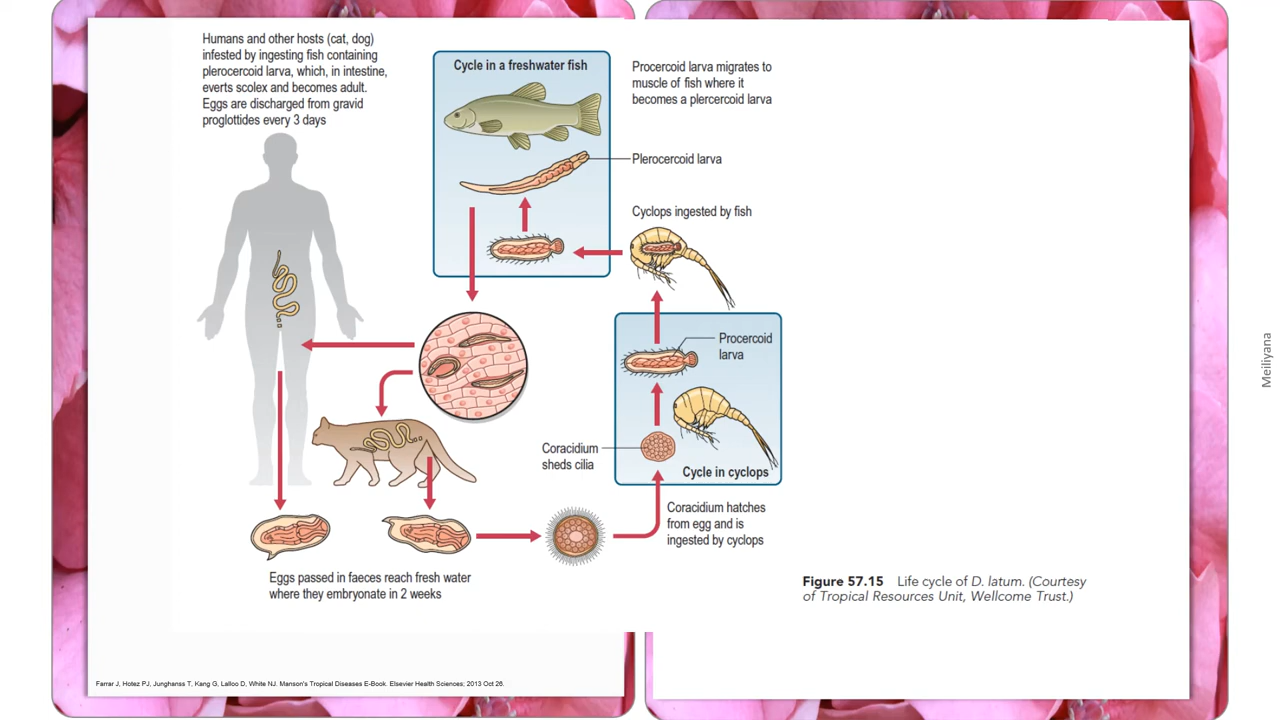 Humans and other hosts (cat, dog)
infested by ingesting fish containing
plerocercoid larva, which, in intestine,
everts scolex and becomes adult.
Eggs are discharged from gravid
proglottides every 3 days
Cycle in a freshwater fish
Procercoid larva migrates to
muscle of fish where it
becomes a plercercoid larva
Plerocercoid larva
Cyclops ingested by fish
Procercoid
larva
Coracidium
sheds cilia
Cycle in cyclops
Coracidium hatches
from egg and is
ingested by cyclops
Eggs passed in faeces reach fresh water
where they embryonate in 2 weeks
Figure 57.15 Life cycle of D. latum. (Courtesy
of Tropical Resources Unit, Wellcome Trust.)
Farrar J, Hotez PJ, Junghanss T, Kang G, Lalloo D, White NJ. Manson's Tropical Diseases E-Book. Elsevier Health Sciences; 2013 Oct 26.
Meiliyana